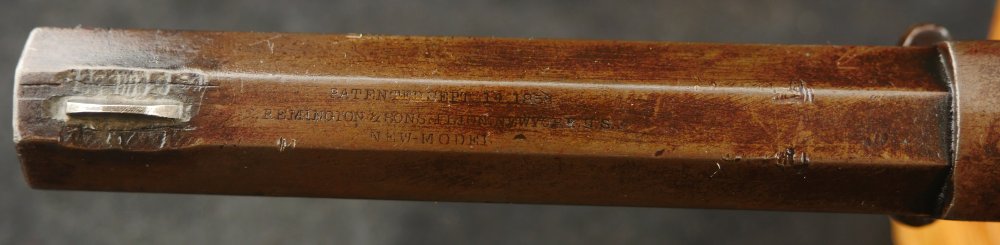 PATENTED SEPT. 14, 1858
REMINGTON & SONS, ILION, NEW YORK, U.S.
NEW-MODEL